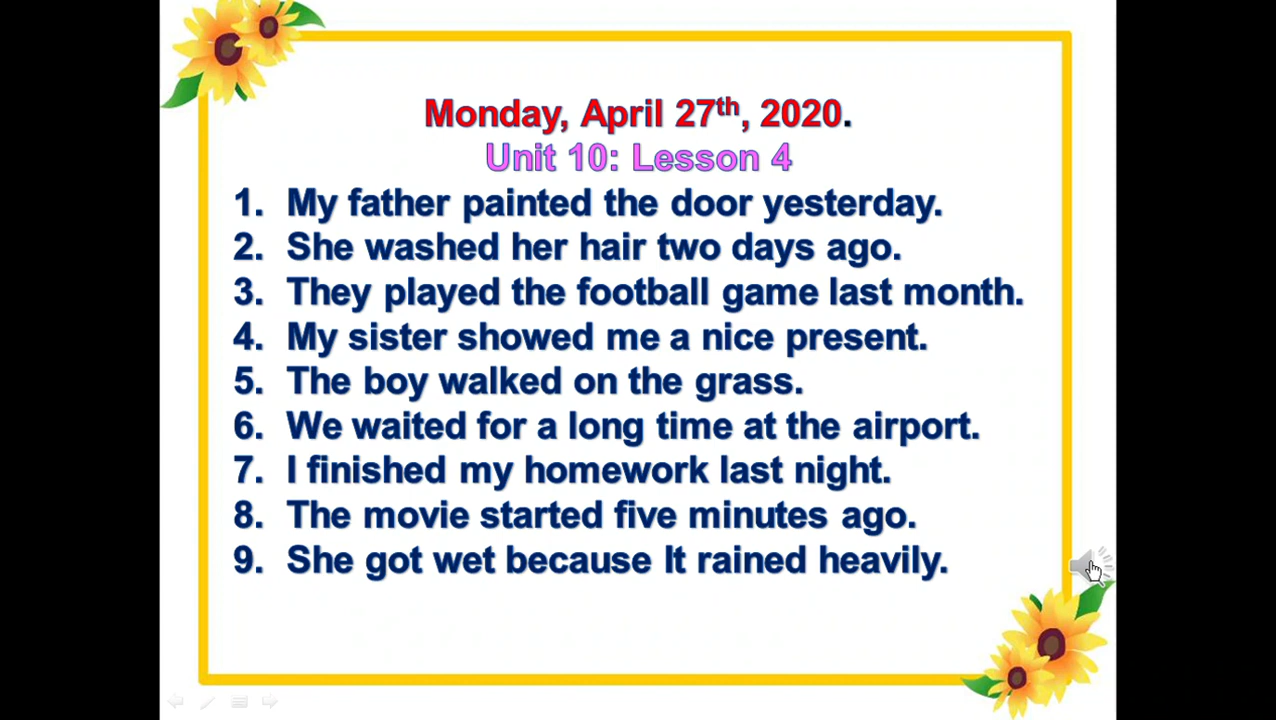 Monday, April 27th, 2020.
Unit 10: Lesson 4
1. My father painted the door yesterday.
2. She washed her hair two days ago.
3. They played the football game last month.
4. My sister showed me a nice present.
5. The boy walked on the grass.
6. We waited for a long time at the airport.
7. I finished my homework last night.
8. The movie started five minutes ago.
9. She got wet because It rained heavily.